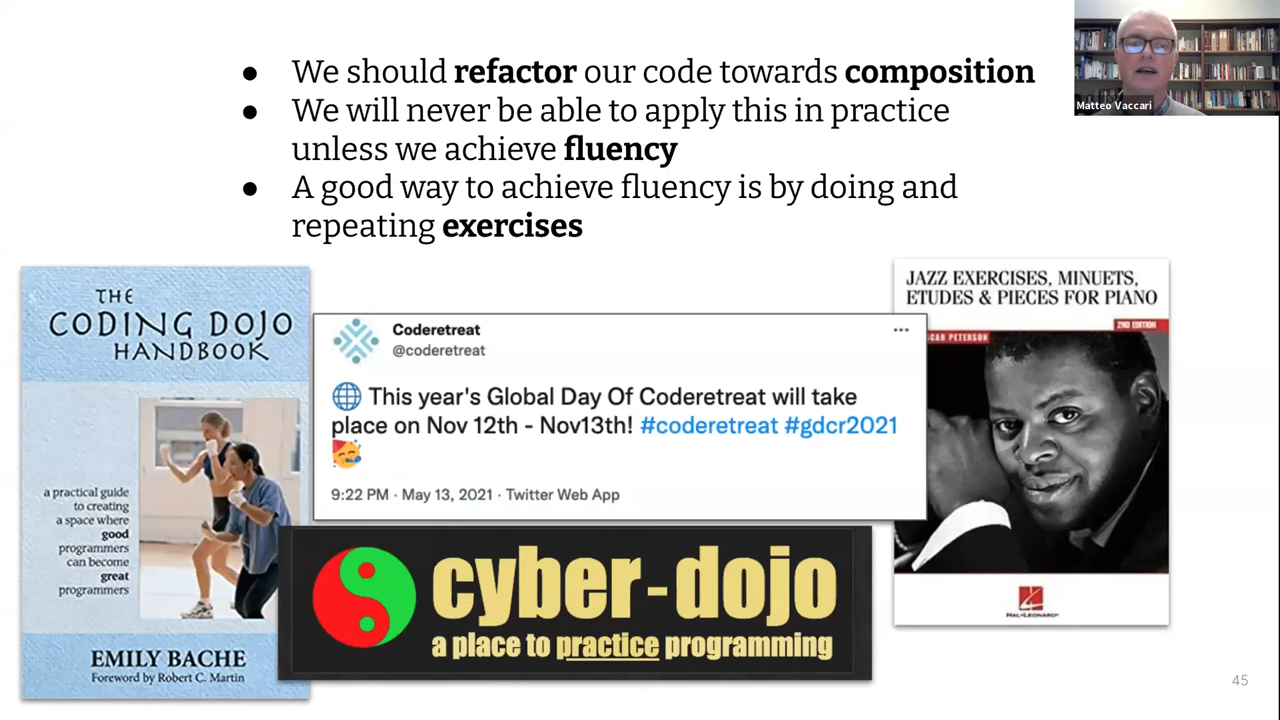 ● We should refactor our code towards composition
● We will never be able to apply this in practice
unless we achieve fluency
● A good way to achieve fluency is by doing and
repeating exercises
Matteo Vaccari
THE
CODING DOJO
HANDBOOK
a practical guide
to creating
a space where
good
programmers
can become
great
programmers
EMILY BACHE
Foreword by Robert C. Martin
Coderetreat
@coderetreat
This year's Global Day Of Coderetreat will take
place on Nov 12th - Nov13th! #coderetreat #gdcr2021
9:22 PM · May 13, 2021 · Twitter Web App
cyber-dojo
a place to practice programming
JAZZ EXERCISES, MINUETS,
ETUDES & PIECES FOR PIANO
2ND EDITION
SCAR PETERSON
HAL•LEONARD®
45